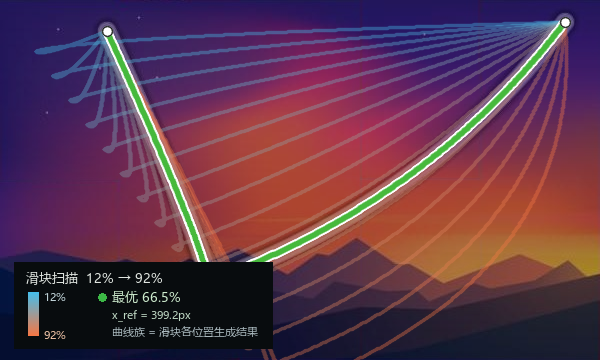 滑块扫描 12% → 92%
12%
最优 66.5%
x_ref = 399.2px
92%
曲线族 = 滑块各位置生成结果